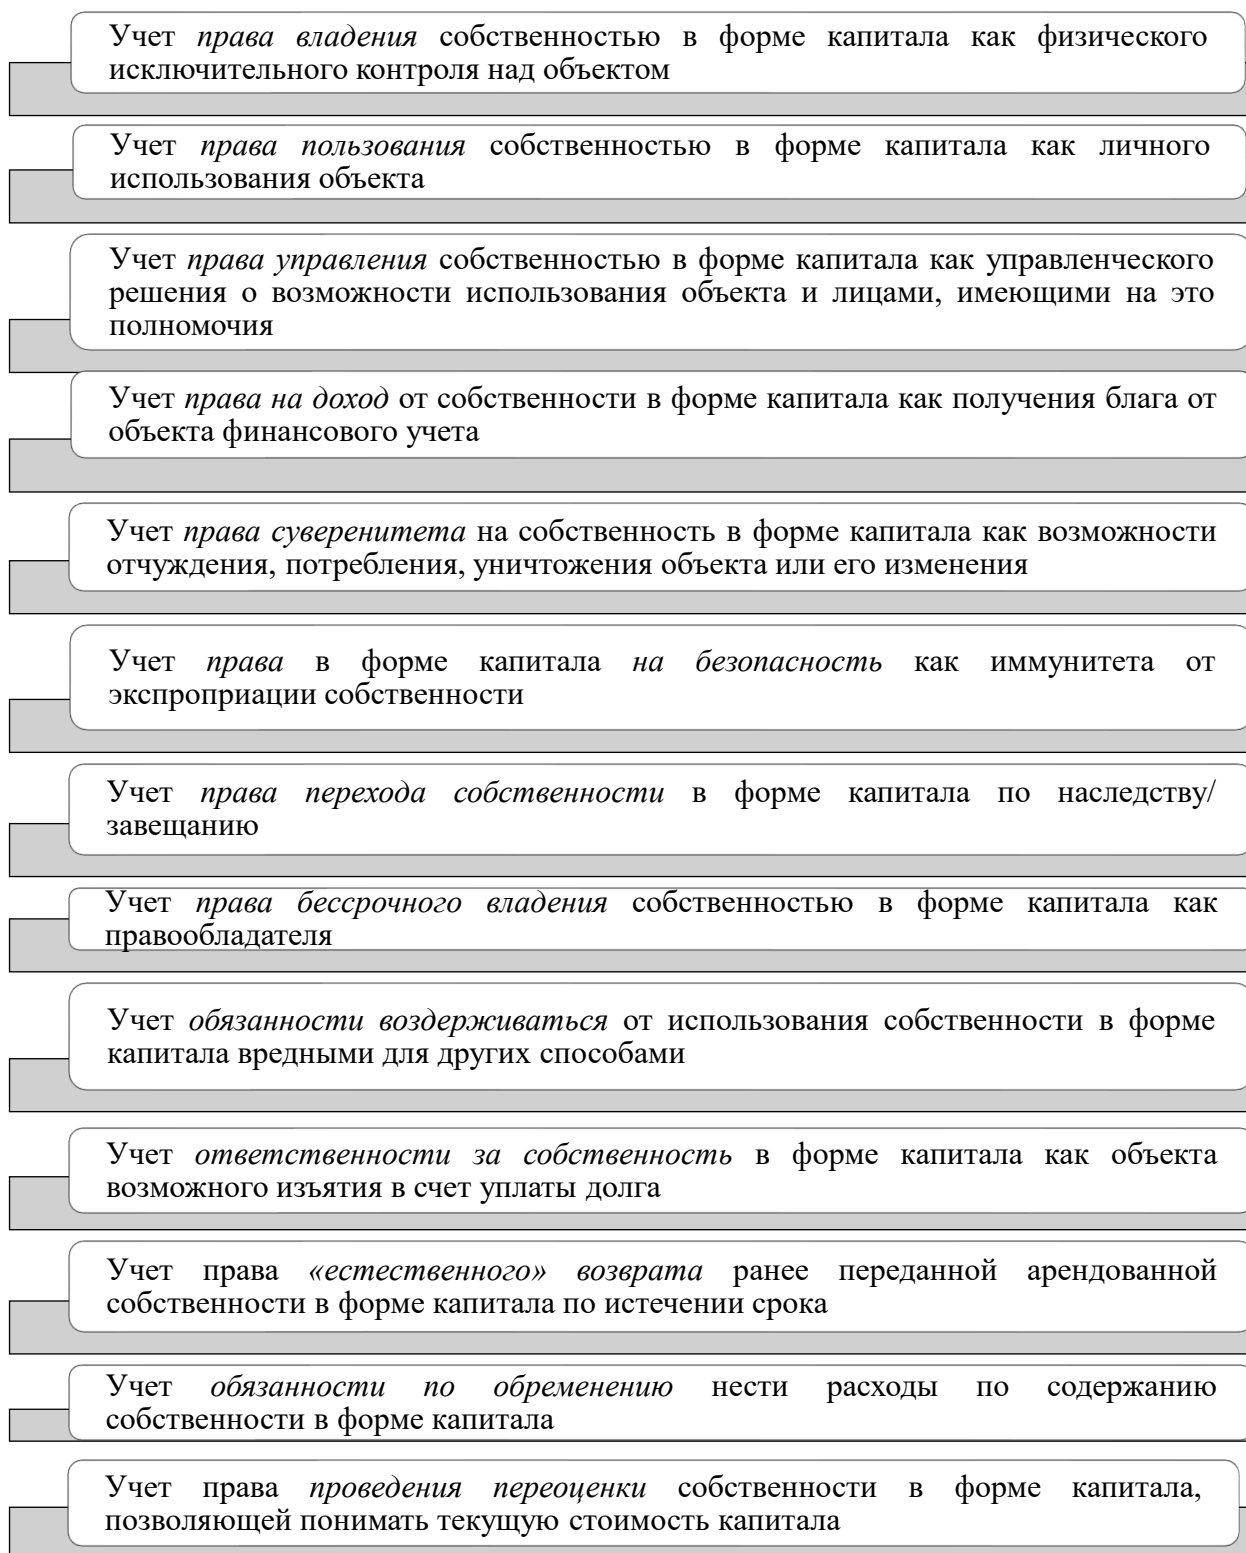 Учет права владения собственностью в форме капитала как физического
исключительного контроля над объектом
Учет права пользования собственностью в форме капитала как личного
использования объекта
Учет права управления собственностью в форме капитала как управленческого
решения о возможности использования объекта и лицами, имеющими на это
полномочия
Учет права на доход от собственности в форме капитала как получения блага от
объекта финансового учета
Учет права суверенитета на собственность в форме капитала как возможности
отчуждения, потребления, уничтожения объекта или его изменения
Учет права в форме капитала на безопасность как иммунитета от
экспроприации собственности
Учет права перехода собственности в форме капитала по наследству/
завещанию
Учет права бессрочного владения собственностью в форме капитала как
правообладателя
Учет обязанности воздерживаться от использования собственности в форме
капитала вредными для других способами
Учет ответственности за собственность в форме капитала как объекта
возможного изъятия в счет уплаты долга
Учет права «естественного» возврата ранее переданной арендованной
собственности в форме капитала по истечении срока
Учет обязанности по обременению нести расходы по содержанию
собственности в форме капитала
Учет права проведения переоценки собственности в форме капитала,
позволяющей понимать текущую стоимость капитала